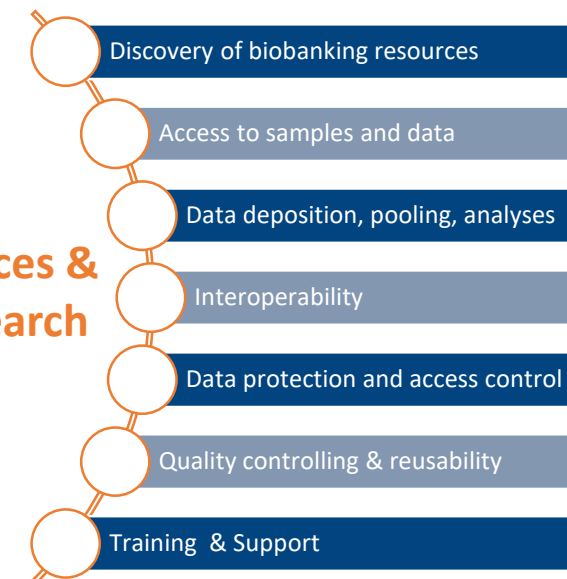 Discovery of biobanking resources
Access to samples and data
Data deposition, pooling, analyses
ces &
earch
Interoperability
Data protection and access control
Quality controlling & reusability
Training & Support